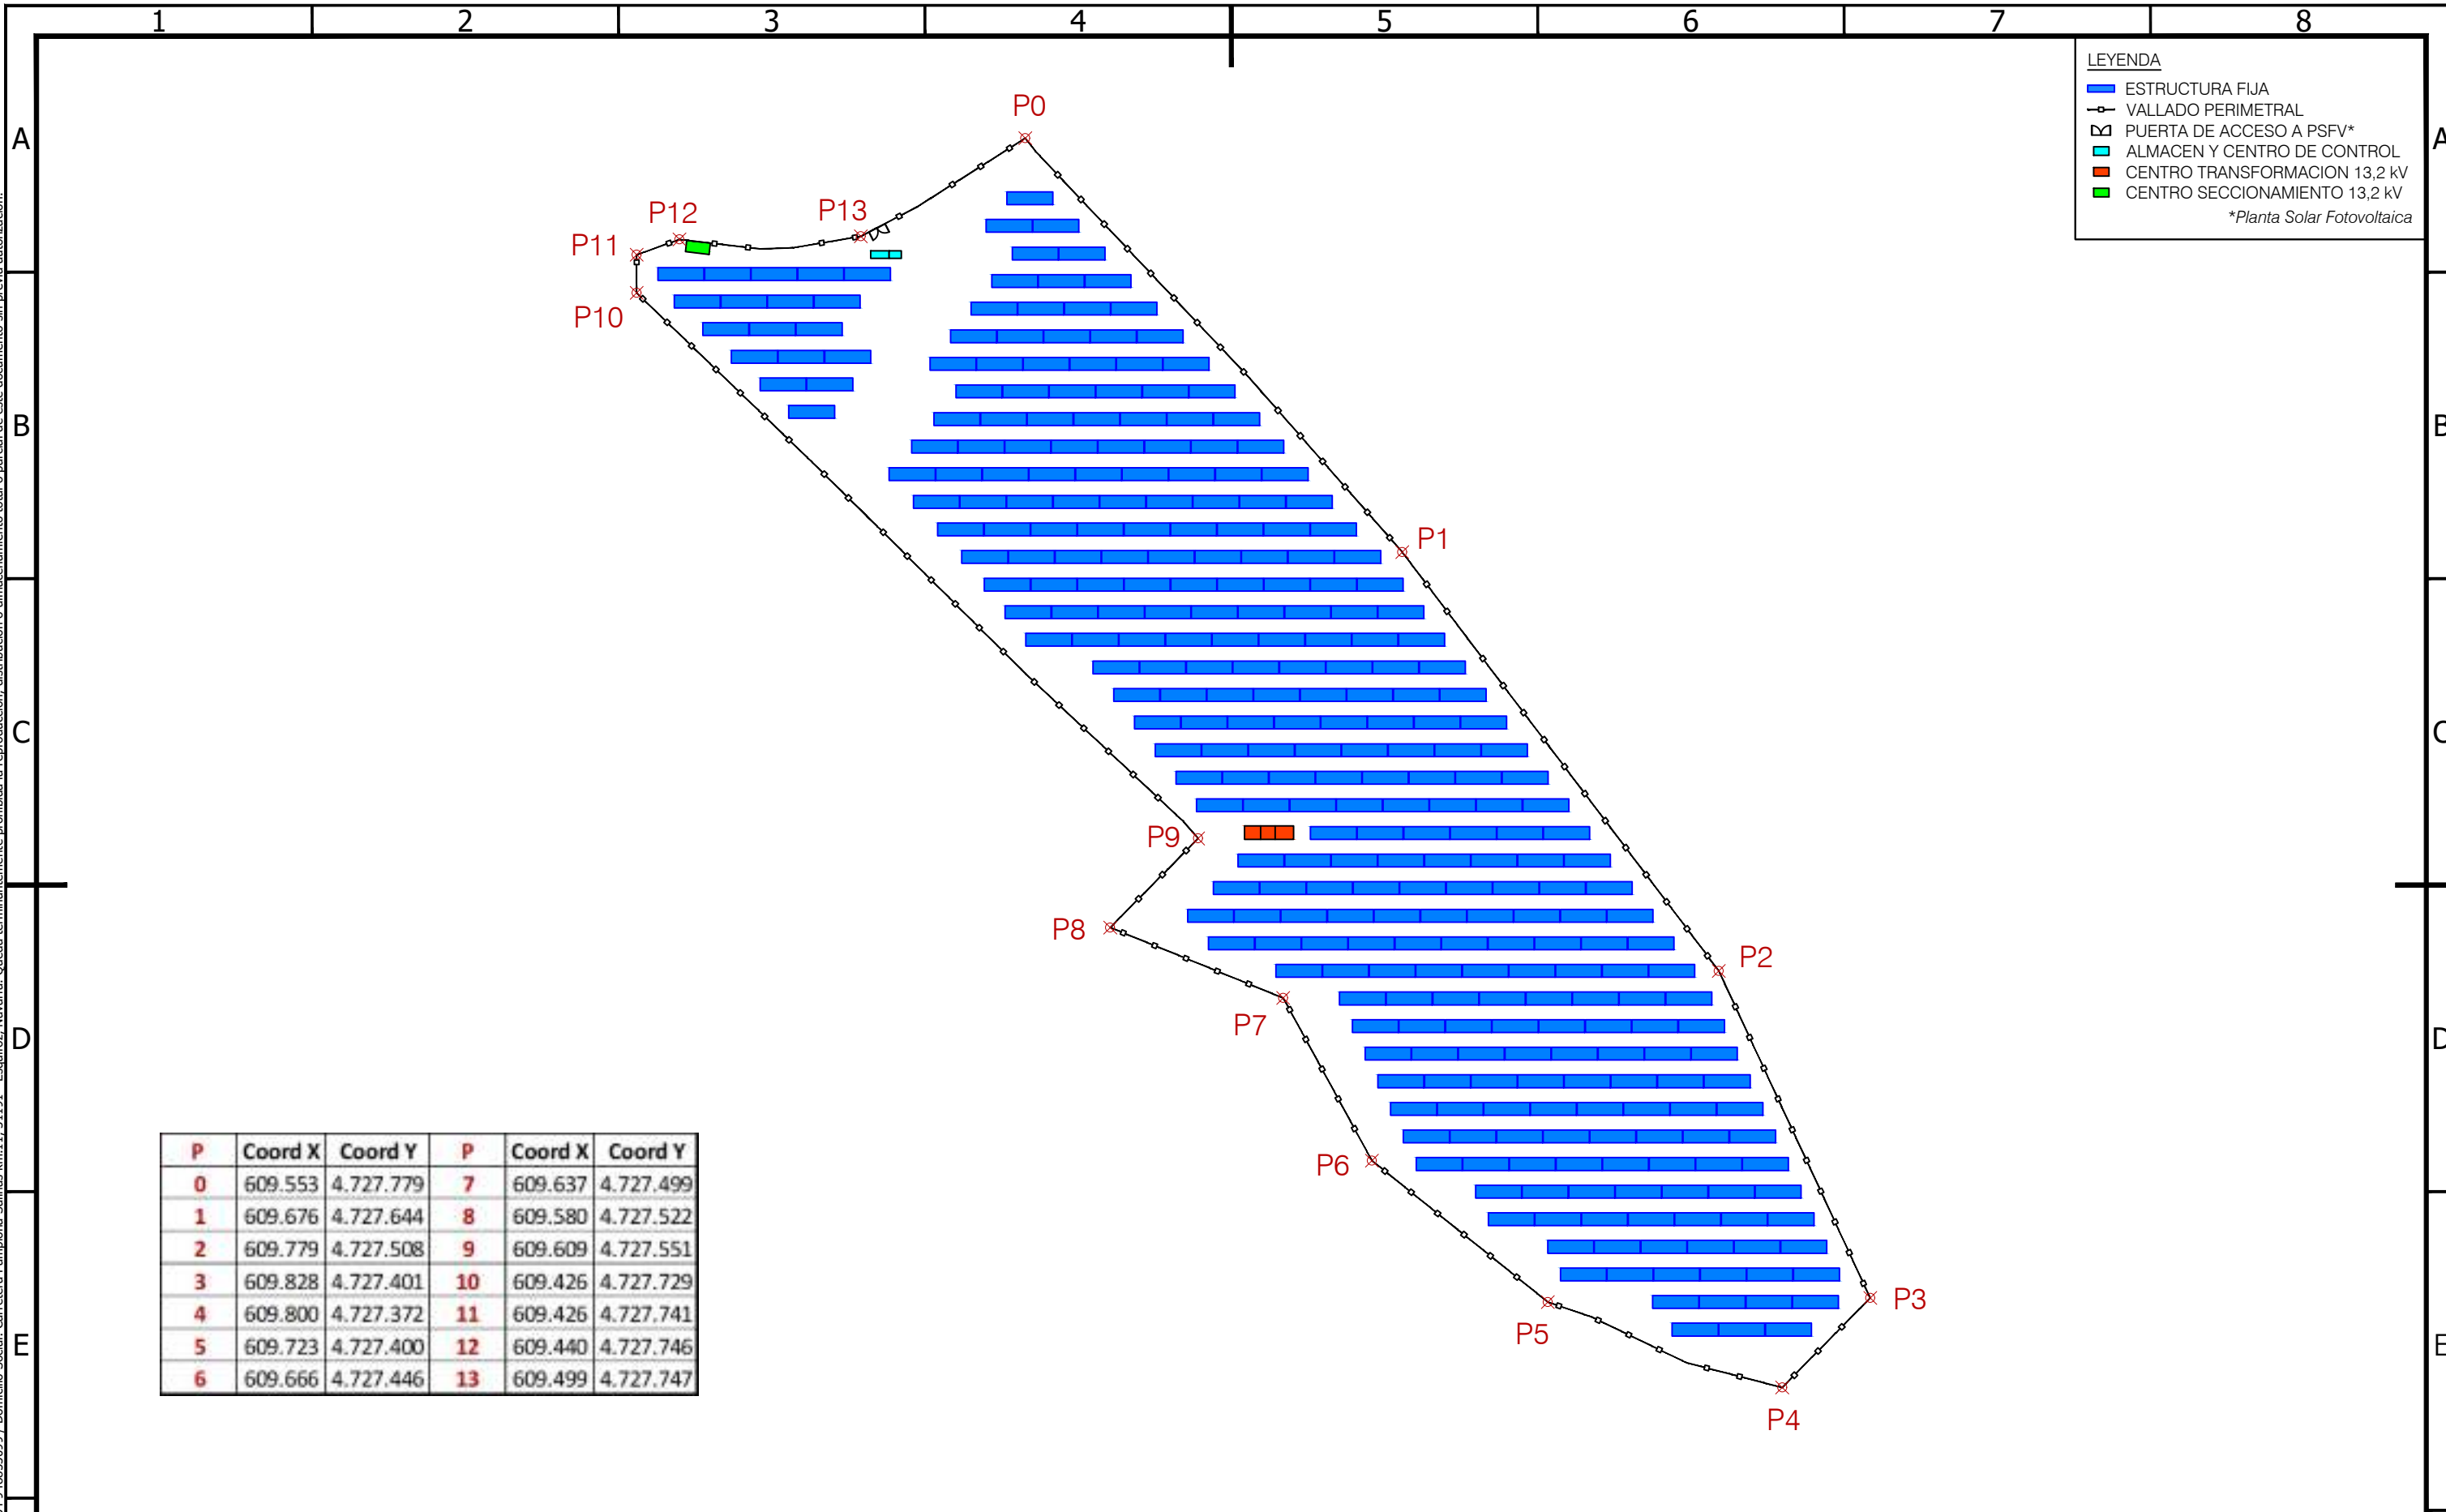 1 2 3 4 5 6 7 8
LEYENDA
ESTRUCTURA FIJA
VALLADO PERIMETRAL
PUERTA DE ACCESO A PSFV*
ALMACEN Y CENTRO DE CONTROL
CENTRO TRANSFORMACION 13,2 kV
CENTRO SECCIONAMIENTO 13,2 kV
*Planta Solar Fotovoltaica
A A
P0
P12 P13
P11
P10
B B
P1
C C
P9
P8
P2
P7
D D
P6
P3
P5
E E
P4
P Coord X Coord Y P Coord X Coord Y
0 609.553 4.727.779 7 609.637 4.727.499
1 609.676 4.727.644 8 609.580 4.727.522
2 609.779 4.727.508 9 609.609 4.727.551
3 609.828 4.727.401 10 609.426 4.727.729
4 609.800 4.727.372 11 609.426 4.727.741
5 609.723 4.727.400 12 609.440 4.727.746
6 609.666 4.727.446 13 609.499 4.727.747